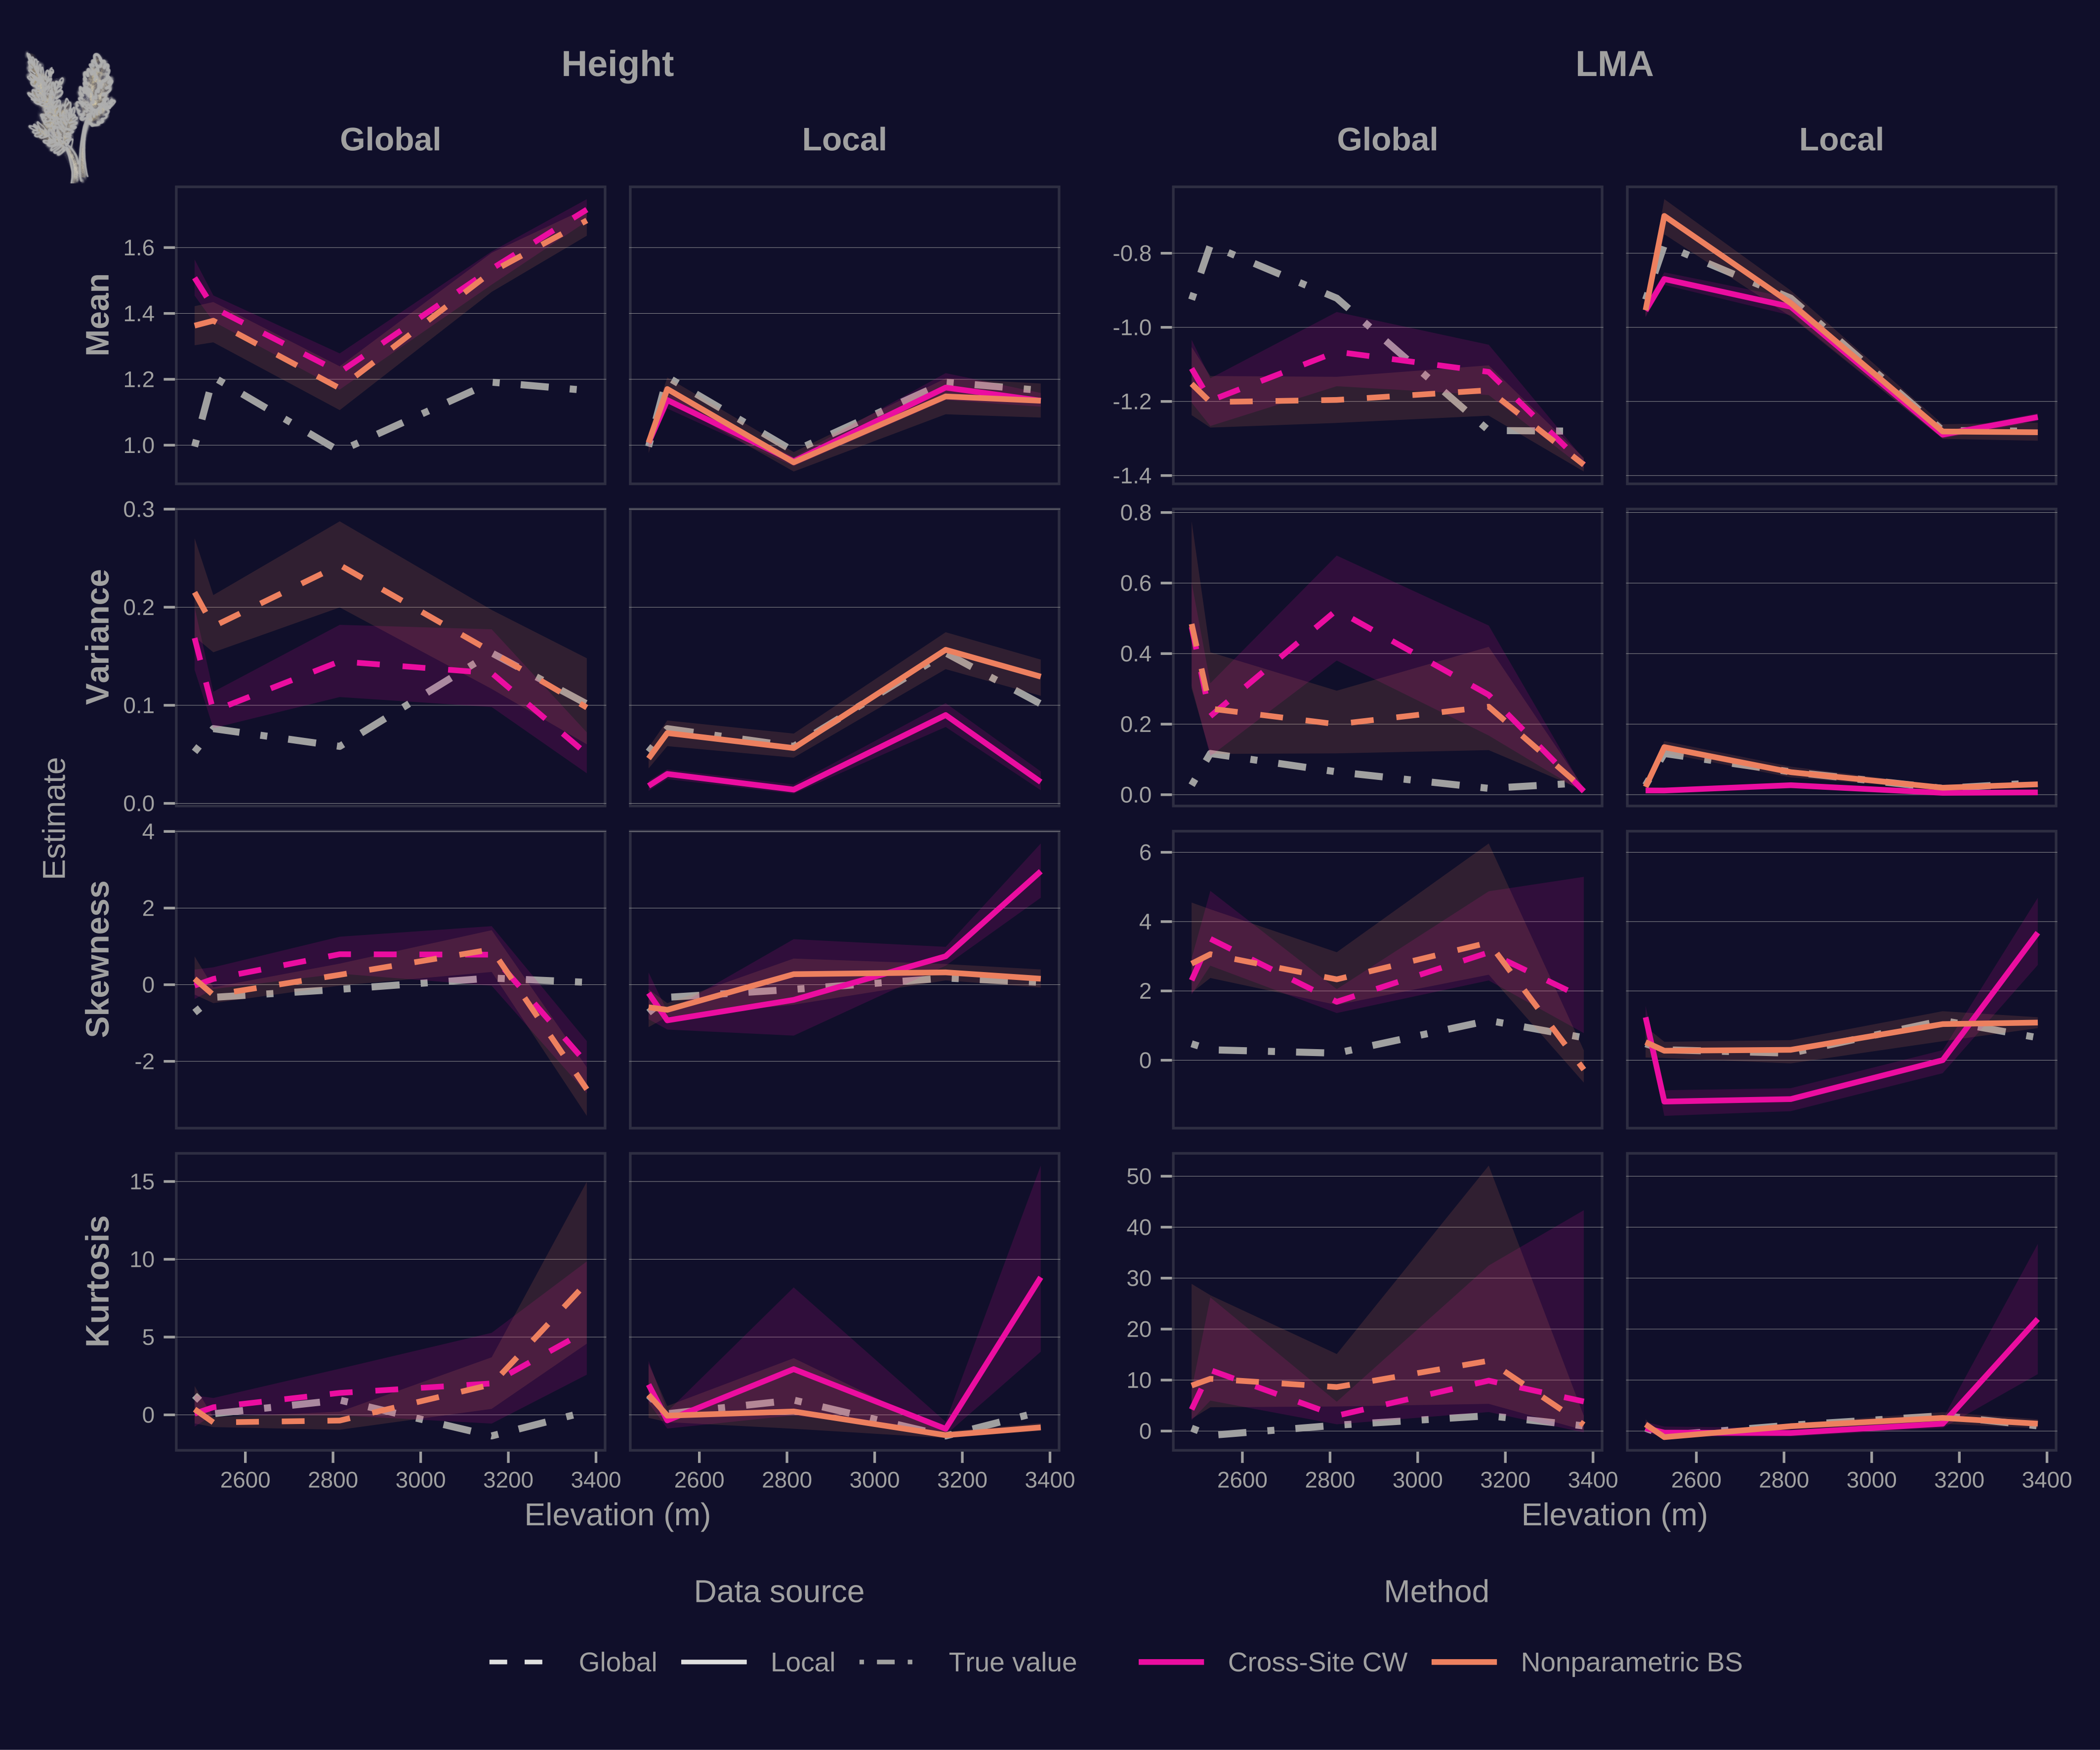 Height
LMA
Global
Local
Global
Local
Estimate
Mean
1.6
1.4
1.2
1.0
-0.8
-1.0
-1.2
-1.4
Variance
0.3
0.2
0.1
0.0
0.8
0.6
0.4
0.2
0.0
Skewness
4
2
0
-2
6
4
2
0
Kurtosis
15
10
5
0
50
40
30
20
10
0
2600 2800 3000 3200 3400
2600 2800 3000 3200 3400
2600 2800 3000 3200 3400
2600 2800 3000 3200 3400
Elevation (m)
Elevation (m)
Data source
Method
Global Local True value
Cross-Site CW Nonparametric BS